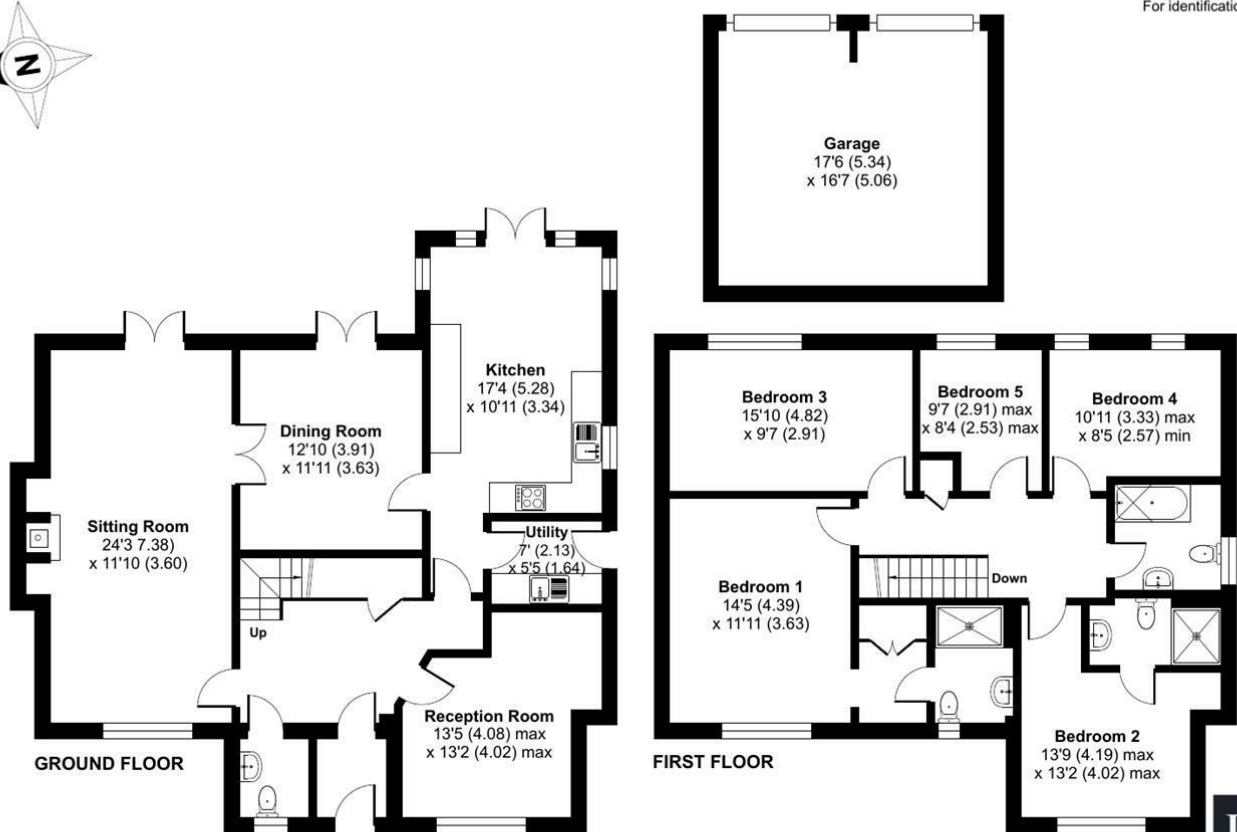 For identificatio
N
Garage
17'6 (5.34)
x 16'7 (5.06)
Kitchen
17'4 (5.28)
x 10'11 (3.34)
Dining Room
12'10 (3.91)
x 11'11 (3.63)
Sitting Room
24'3 7.38)
x 11'10 (3.60)
Utility
7' (2.13)
x 5'5 (1.64)
Up
Reception Room
13'5 (4.08) max
x 13'2 (4.02) max
GROUND FLOOR
Bedroom 3
15'10 (4.82)
x 9'7 (2.91)
Bedroom 5
9'7 (2.91) max
x 8'4 (2.53) max
Bedroom 4
10'11 (3.33) max
x 8'5 (2.57) min
Bedroom 1
14'5 (4.39)
x 11'11 (3.63)
Down
Bedroom 2
13'9 (4.19) max
x 13'2 (4.02) max
FIRST FLOOR